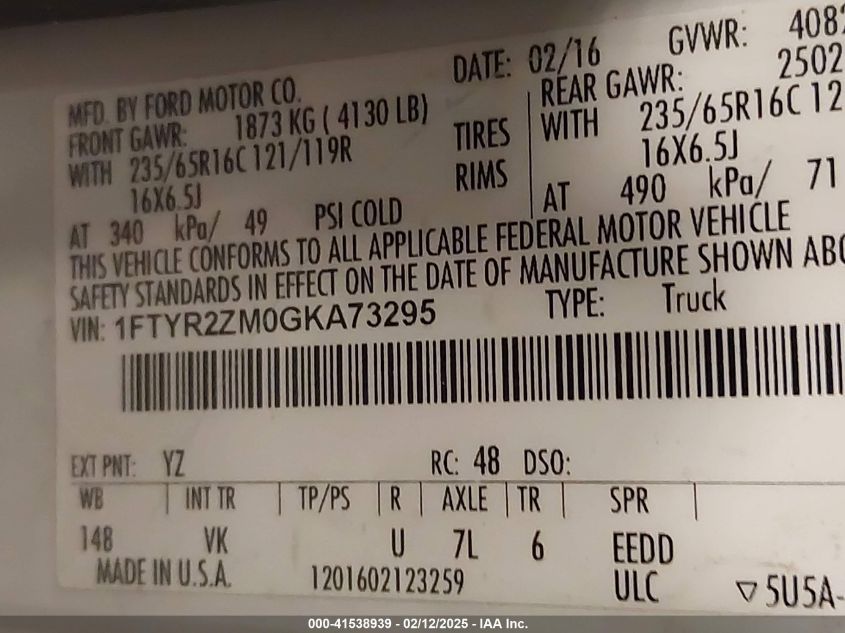 DATE: 02/16 GVWR: 4082
MFD. BY FORD MOTOR CO.
FRONT GAWR: 1873 KG ( 4130 LB) REAR GAWR: 2502
WITH 235/65R16C 121/119R TIRES WITH 235/65R16C 12
16X6.5J RIMS 16X6.5J
AT 340 kPa/ 49 PSI COLD AT 490 kPa/ 71
THIS VEHICLE CONFORMS TO ALL APPLICABLE FEDERAL MOTOR VEHICLE
SAFETY STANDARDS IN EFFECT ON THE DATE OF MANUFACTURE SHOWN ABO
VIN: 1FTYR2ZM0GKA73295 TYPE: Truck
EXT PNT: YZ RC: 48 DSO:
WB INT TR TP/PS R AXLE TR SPR
148 VK U 7L 6 EEDD
MADE IN U.S.A. 1201602123259 ULC ▽ 5U5A-
000-41538939 - 02/12/2025 - IAA Inc.